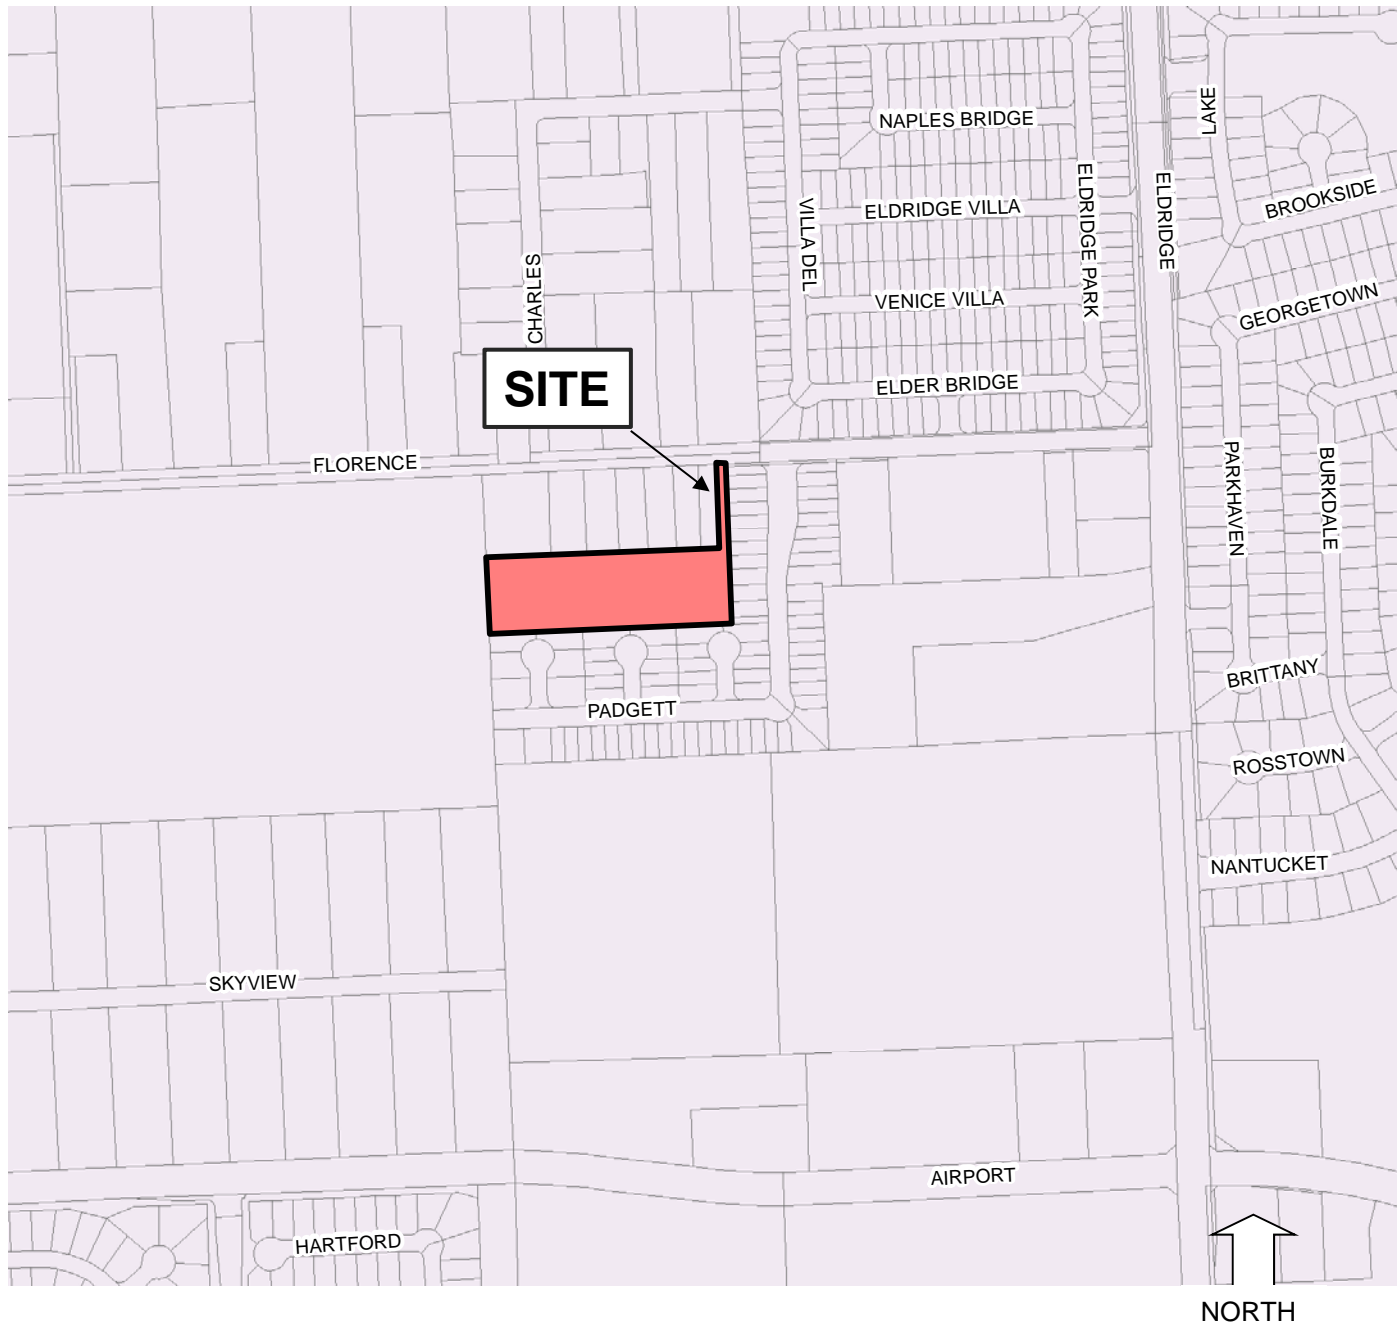 LAKE
NAPLES BRIDGE
BROOKSIDE
ELDRIDGE VILLA
ELDRIDGE PARK
ELDRIDGE
VILLA DEL
CHARLES
VENICE VILLA
GEORGETOWN
SITE
ELDER BRIDGE
FLORENCE
PARKHAVEN
BURKDALE
BRITTANY
PADGETT
ROSSTOWN
NANTUCKET
SKYVIEW
AIRPORT
HARTFORD
NORTH